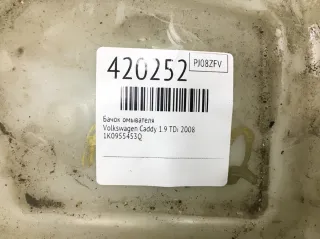 420252
PJ08ZFV
Бачок омывателя
Volkswagen Caddy 1.9 TDi 2008
1K0955453Q